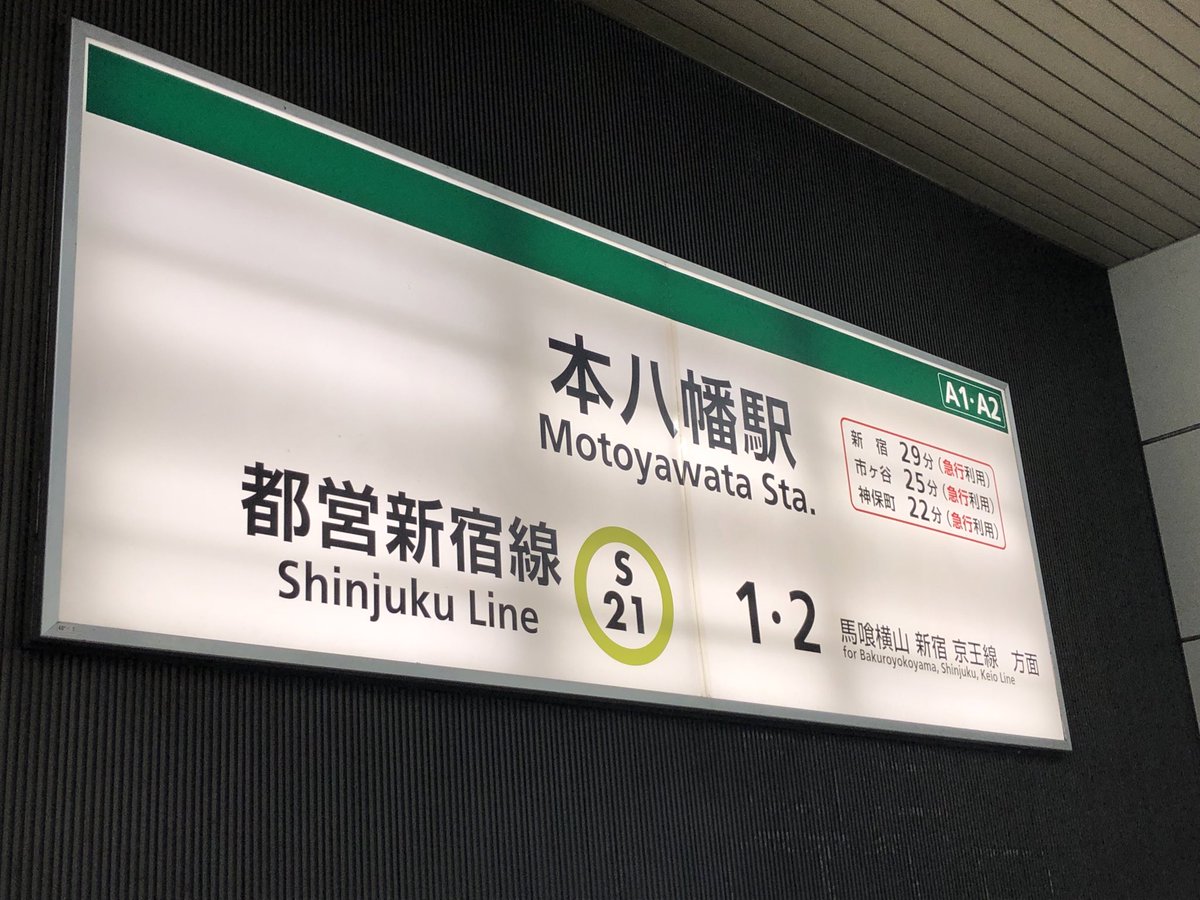 A1・A2
本八幡駅
Motoyawata Sta.
新宿 29分(急行利用)
市ヶ谷 25分(急行利用)
神保町 22分(急行利用)
都営新宿線
Shinjuku Line
S
21
1・2
馬喰横山 新宿 京王線 方面
for Bakuroyokoyama, Shinjuku, Keio Line